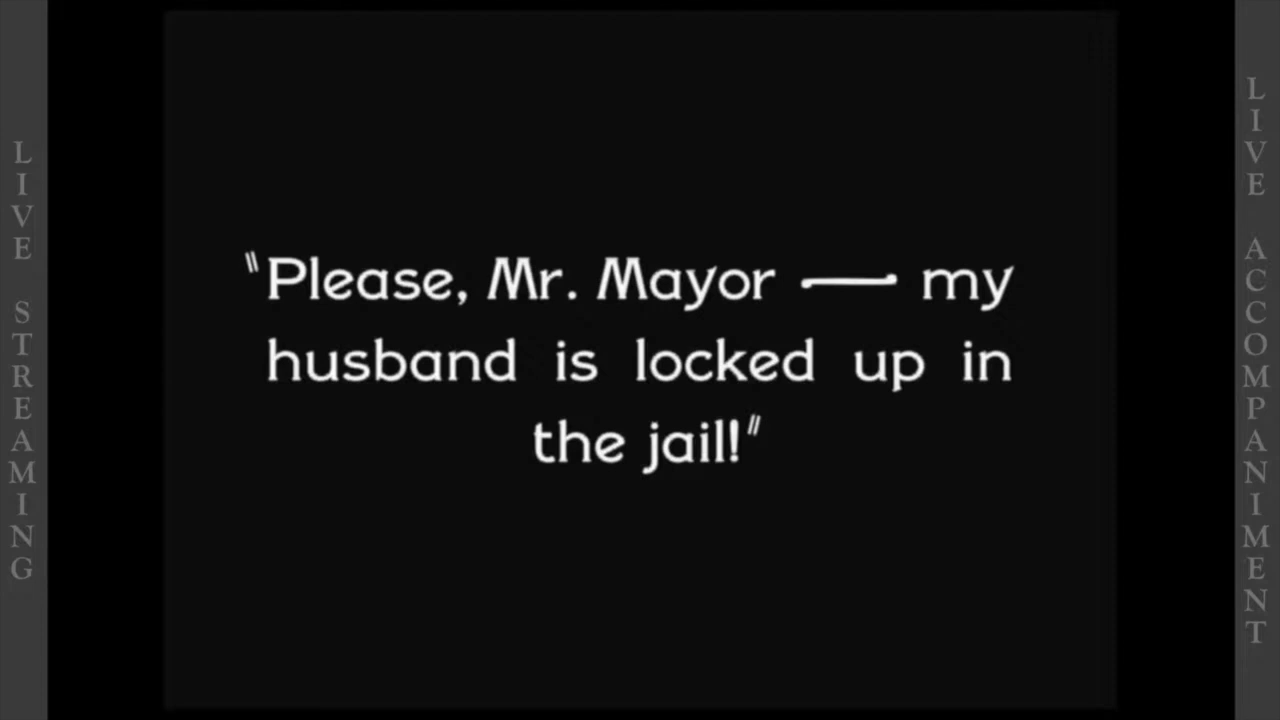 LIVE STREAMING
"Please, Mr. Mayor — my
husband is locked up in
the jail!"
LIVE ACCOMPANIMENT